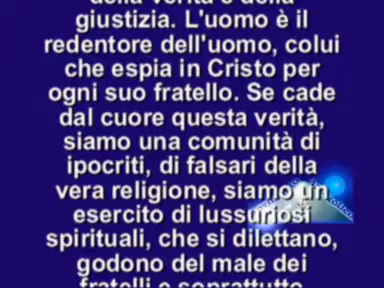 della verità e della
giustizia. L'uomo è il
redentore dell'uomo, colui
che espia in Cristo per
ogni suo fratello. Se cade
dal cuore questa verità,
siamo una comunità di
ipocriti, di falsari della
vera religione, siamo un
esercito di lussuriosi
spirituali, che si dilettano,
godono del male dei
fratelli e soprattutto